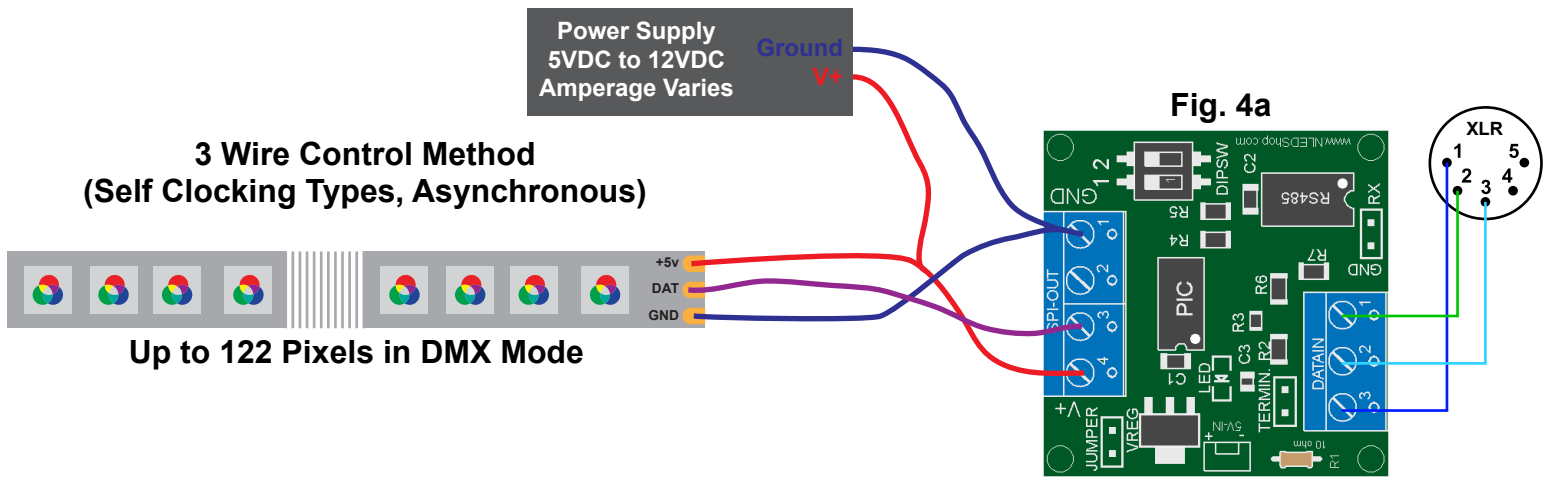 Power Supply
5VDC to 12VDC
Amperage Varies
Ground
V+
3 Wire Control Method
(Self Clocking Types, Asynchronous)
+5v
DAT
GND
Up to 122 Pixels in DMX Mode
Fig. 4a
www.NLEDShop.com
1 2
1
DIPSW
C2
RS485
RX
GND
GND
R5
R4
R7
1
2
3
4
SPI-OUT
V+
PIC
R6
R3
R2
C3
C1
LED
TERMIN.
DATAIN
1
2
3
JUMPER
VREG
+
-
5V-IN
10 ohm
R1
XLR
1
5
2
4
3